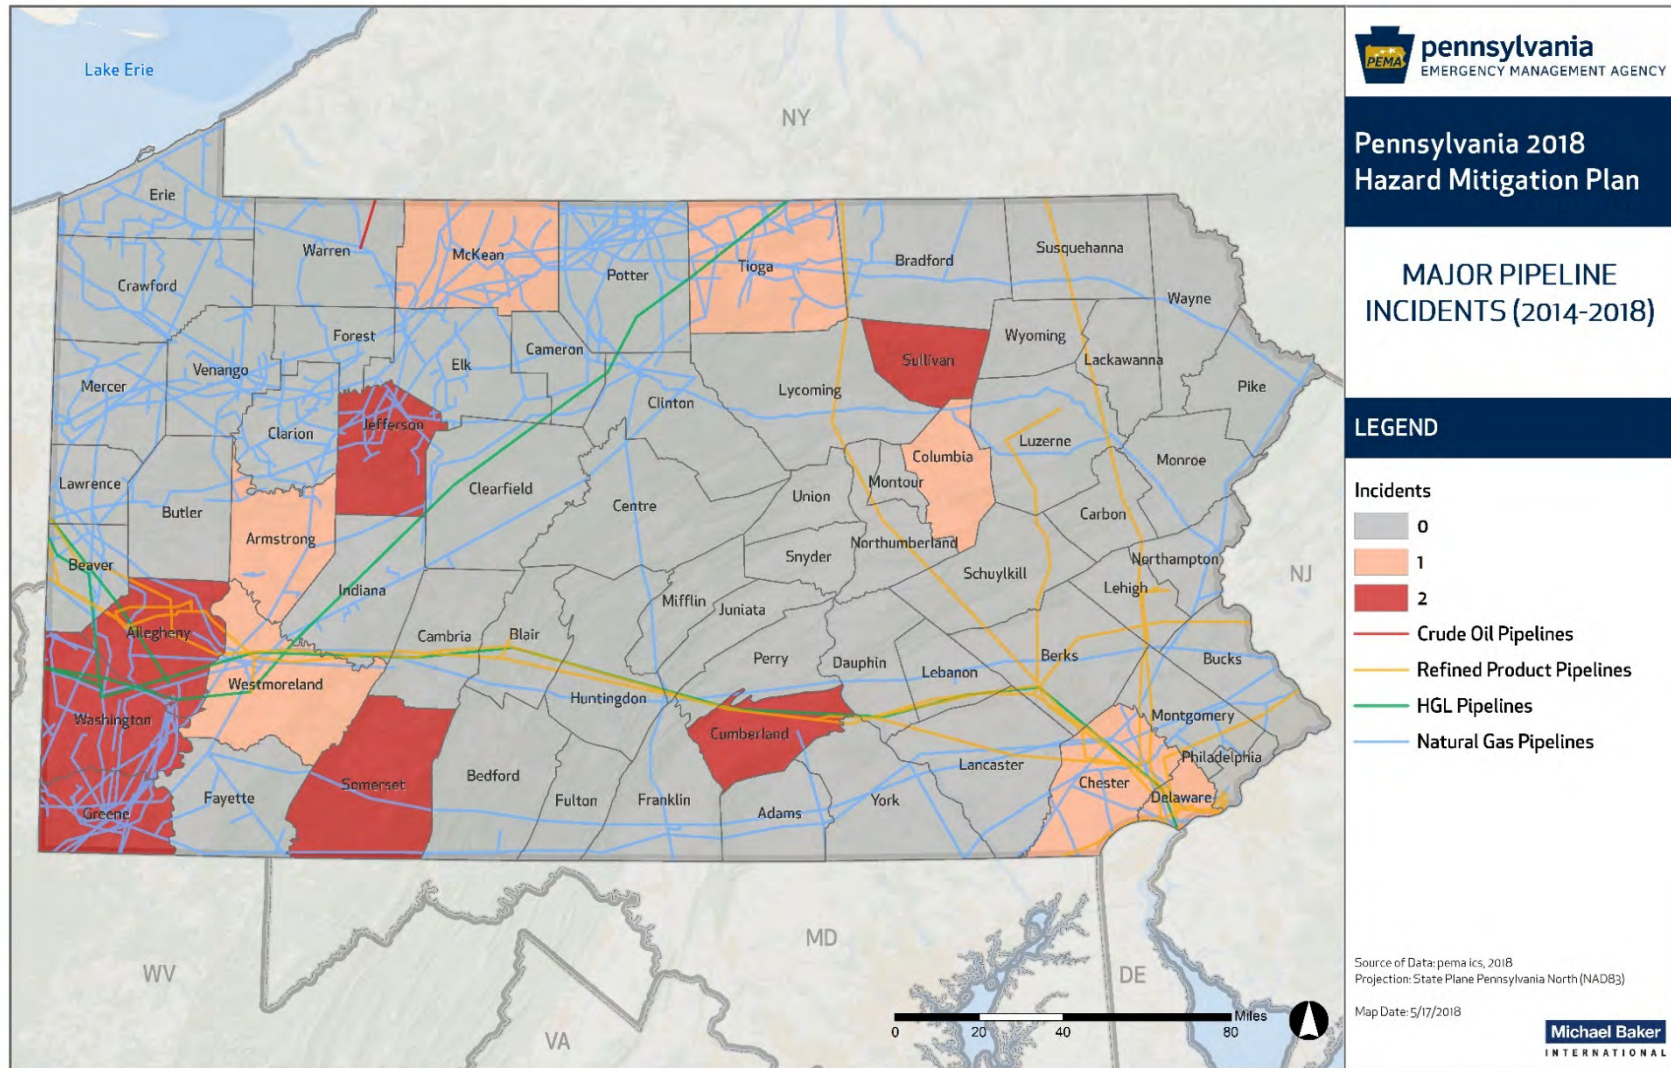 Lake Erie
NY
Erie
Warren
McKean
Potter
Tioga
Bradford
Susquehanna
Wayne
Crawford
Forest
Venango
Elk
Cameron
Sullivan
Wyoming
Lackawanna
Mercer
Jefferson
Clarion
Clinton
Lycoming
Pike
Luzerne
Columbia
Monroe
Lawrence
Butler
Clearfield
Centre
Union
Montour
Carbon
Armstrong
Northumberland
Northampton
Beaver
Snyder
Schuylkill
Lehigh
NJ
Indiana
Mifflin
Juniata
Allegheny
Cambria
Blair
Perry
Dauphin
Lebanon
Berks
Bucks
Westmoreland
Huntingdon
Washington
Cumberland
Montgomery
Philadelphia
Lancaster
Chester
Delaware
Somerset
Bedford
Fayette
Fulton
Franklin
York
Adams
Greene
WV
MD
DE
VA
Miles
0 20 40 80
PEMA
pennsylvania
EMERGENCY MANAGEMENT AGENCY
Pennsylvania 2018
Hazard Mitigation Plan
MAJOR PIPELINE
INCIDENTS (2014-2018)
LEGEND
Incidents
0
1
2
Crude Oil Pipelines
Refined Product Pipelines
HGL Pipelines
Natural Gas Pipelines
Source of Data: pema ics, 2018
Projection: State Plane Pennsylvania North (NAD83)
Map Date: 5/17/2018
Michael Baker
INTERNATIONAL